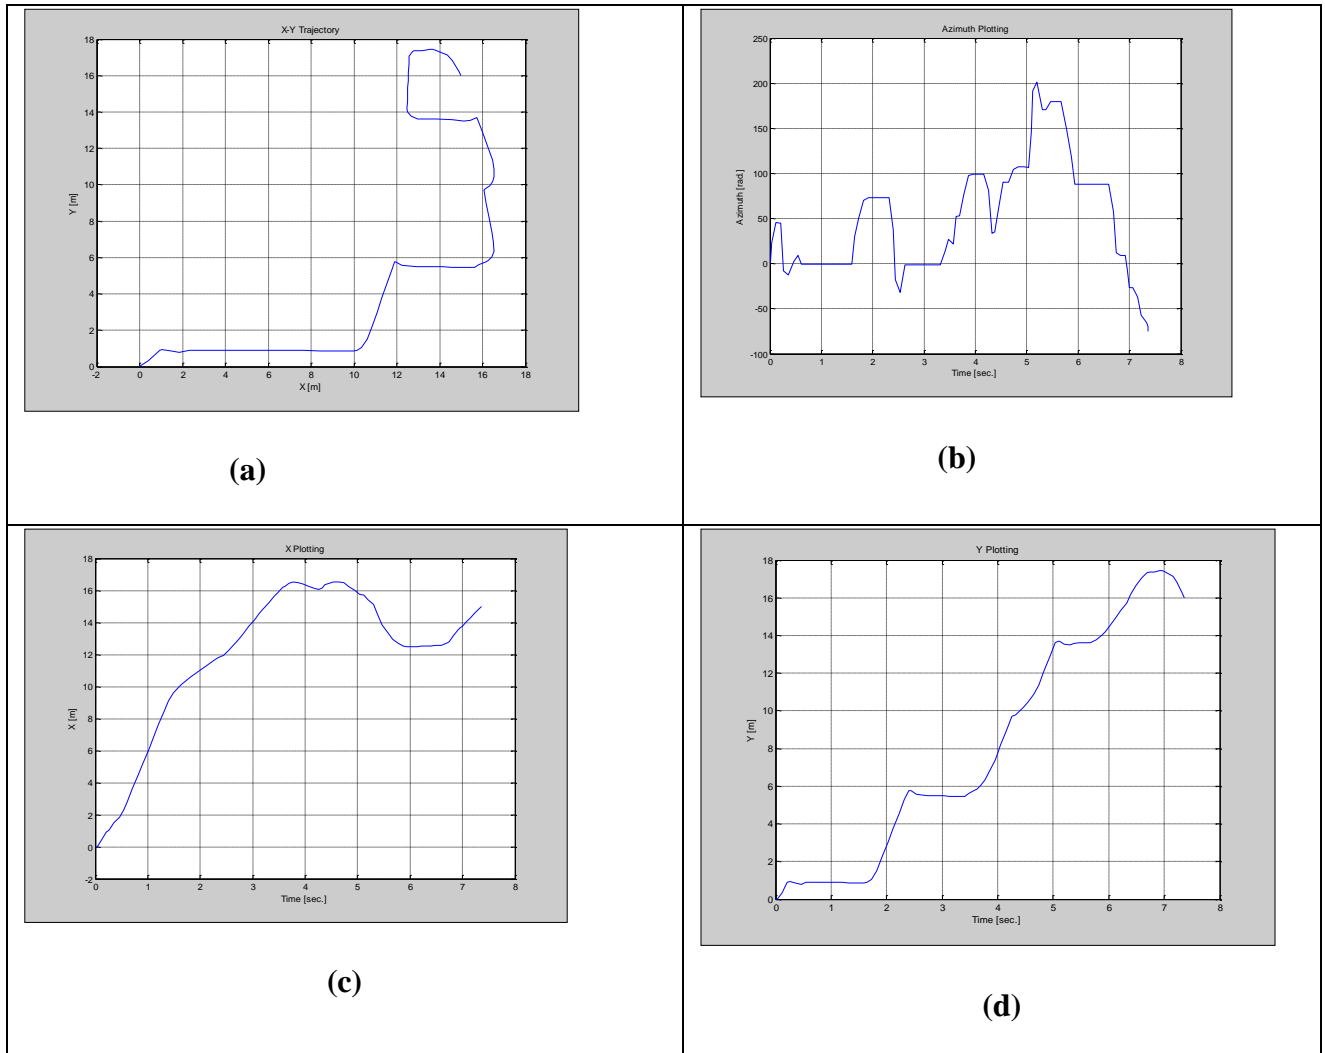 X-Y Trajectory
18
16
14
12
10
8
6
4
2
0
-2 0 2 4 6 8 10 12 14 16 18
Y [m]
X [m]
(a)
Azimuth Plotting
250
200
150
100
50
0
-50
-100
0 1 2 3 4 5 6 7 8
Azimuth [rad.]
Time [sec.]
(b)
X Plotting
18
16
14
12
10
8
6
4
2
0
-2
0 1 2 3 4 5 6 7 8
X [m]
Time [sec.]
(c)
Y Plotting
18
16
14
12
10
8
6
4
2
0
0 1 2 3 4 5 6 7 8
Y [m]
Time [sec.]
(d)